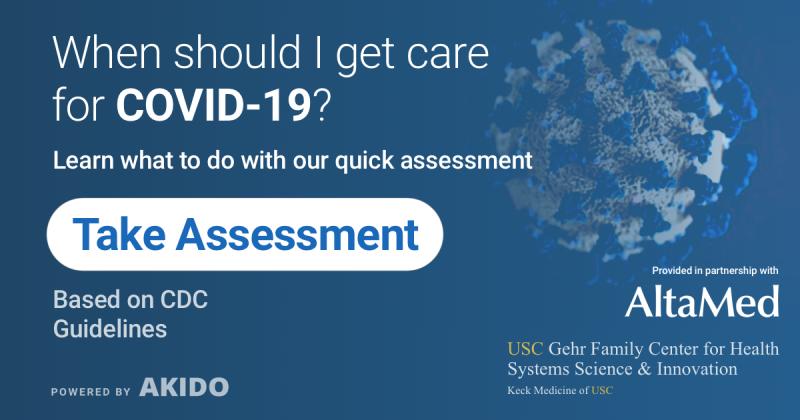 When should I get care
for COVID-19?
Learn what to do with our quick assessment
Take Assessment
Based on CDC
Guidelines
POWERED BY AKIDO
Provided in partnership with
AltaMed
USC Gehr Family Center for Health
Systems Science & Innovation
Keck Medicine of USC